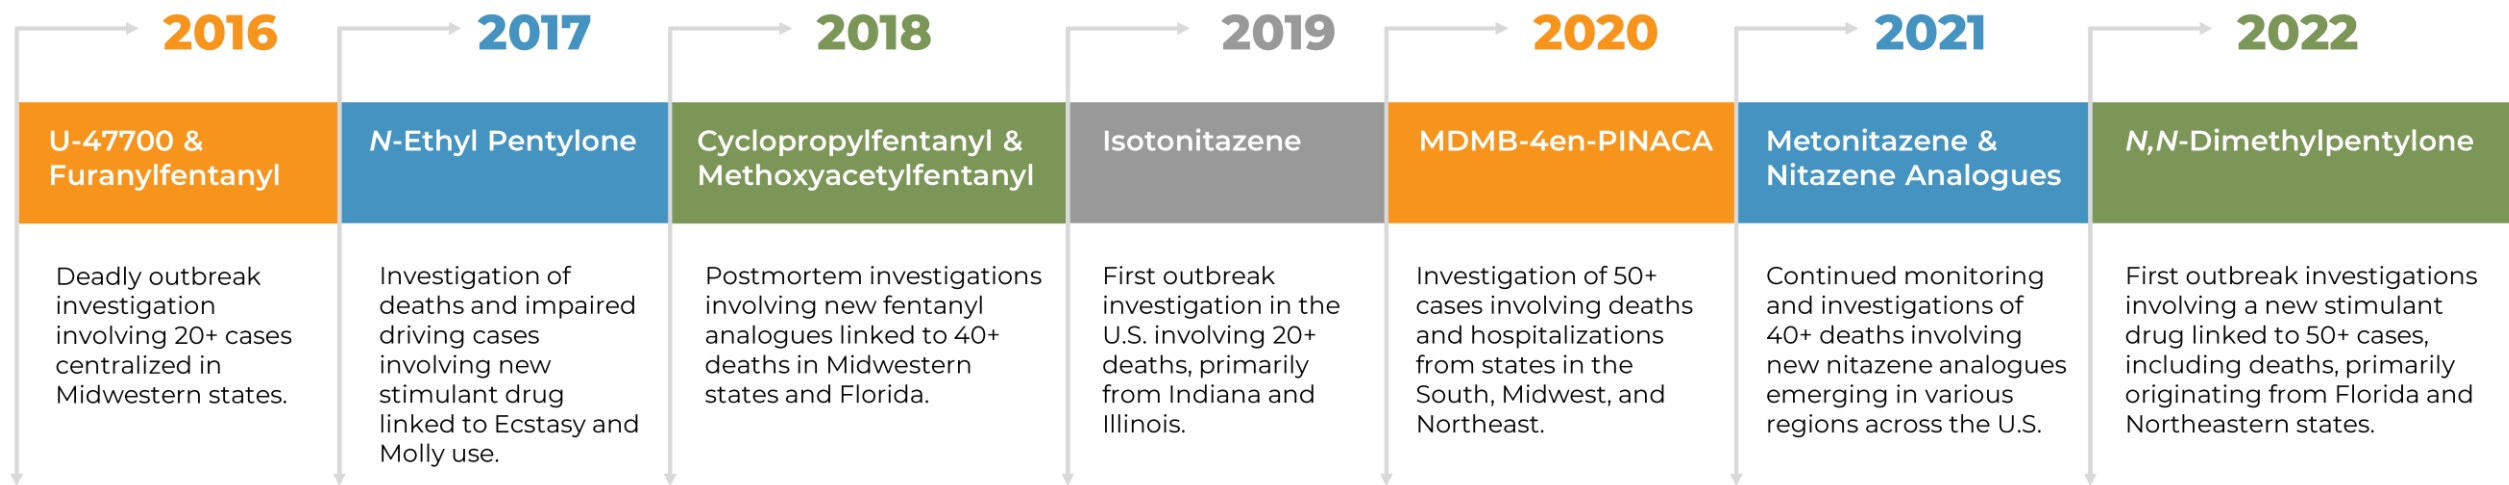 2016
U-47700 &
Furanylfentanyl
Deadly outbreak
investigation
involving 20+ cases
centralized in
Midwestern states.
2017
N-Ethyl Pentylone
Investigation of
deaths and impaired
driving cases
involving new
stimulant drug
linked to Ecstasy and
Molly use.
2018
Cyclopropylfentanyl &
Methoxyacetylfentanyl
Postmortem investigations
involving new fentanyl
analogues linked to 40+
deaths in Midwestern
states and Florida.
2019
Isotonitazene
First outbreak
investigation in the
U.S. involving 20+
deaths, primarily
from Indiana and
Illinois.
2020
MDMB-4en-PINACA
Investigation of 50+
cases involving deaths
and hospitalizations
from states in the
South, Midwest, and
Northeast.
2021
Metonitazene &
Nitazene Analogues
Continued monitoring
and investigations of
40+ deaths involving
new nitazene analogues
emerging in various
regions across the U.S.
2022
N,N-Dimethylpentylone
First outbreak investigations
involving a new stimulant
drug linked to 50+ cases,
including deaths, primarily
originating from Florida and
Northeastern states.